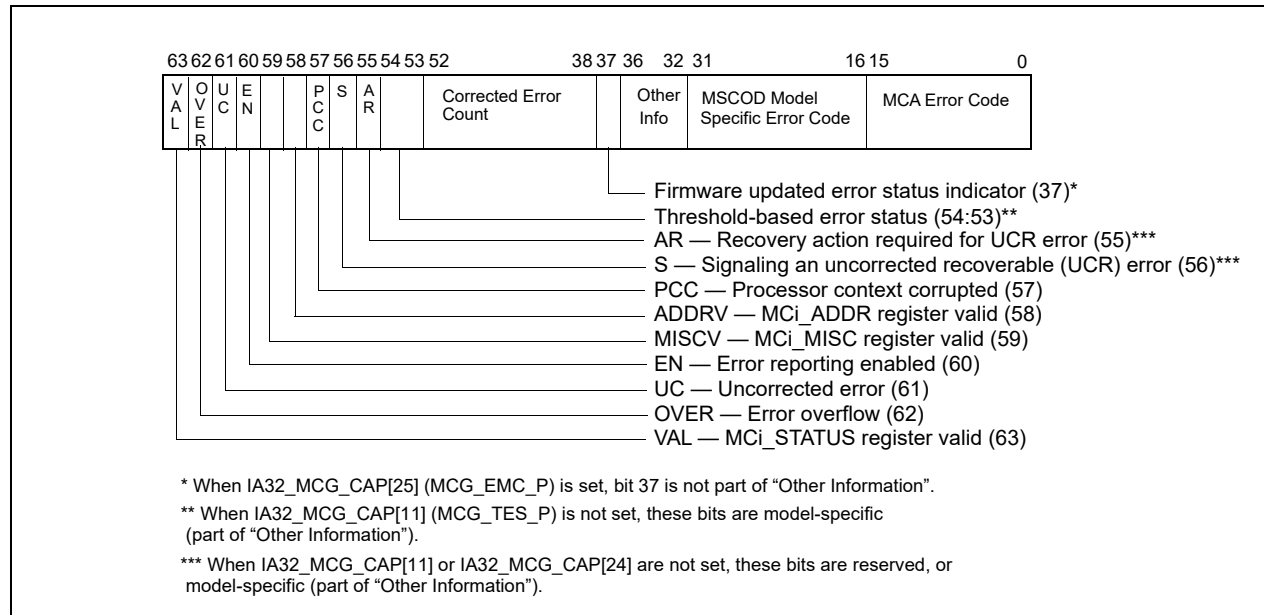 63 62 61 60 59 58 57 56 55 54 53 52 38 37 36 32 31 16 15 0
VAL
OVER
UC
EN
PCC
S
AR
Corrected Error
Count
Other
Info
MSCOD Model
Specific Error Code
MCA Error Code
Firmware updated error status indicator (37)*
Threshold-based error status (54:53)**
AR — Recovery action required for UCR error (55)***
S — Signaling an uncorrected recoverable (UCR) error (56)***
PCC — Processor context corrupted (57)
ADDRV — MCi_ADDR register valid (58)
MISCV — MCi_MISC register valid (59)
EN — Error reporting enabled (60)
UC — Uncorrected error (61)
OVER — Error overflow (62)
VAL — MCi_STATUS register valid (63)
* When IA32_MCG_CAP[25] (MCG_EMC_P) is set, bit 37 is not part of “Other Information”.
** When IA32_MCG_CAP[11] (MCG_TES_P) is not set, these bits are model-specific
(part of “Other Information”).
*** When IA32_MCG_CAP[11] or IA32_MCG_CAP[24] are not set, these bits are reserved, or
model-specific (part of “Other Information”).